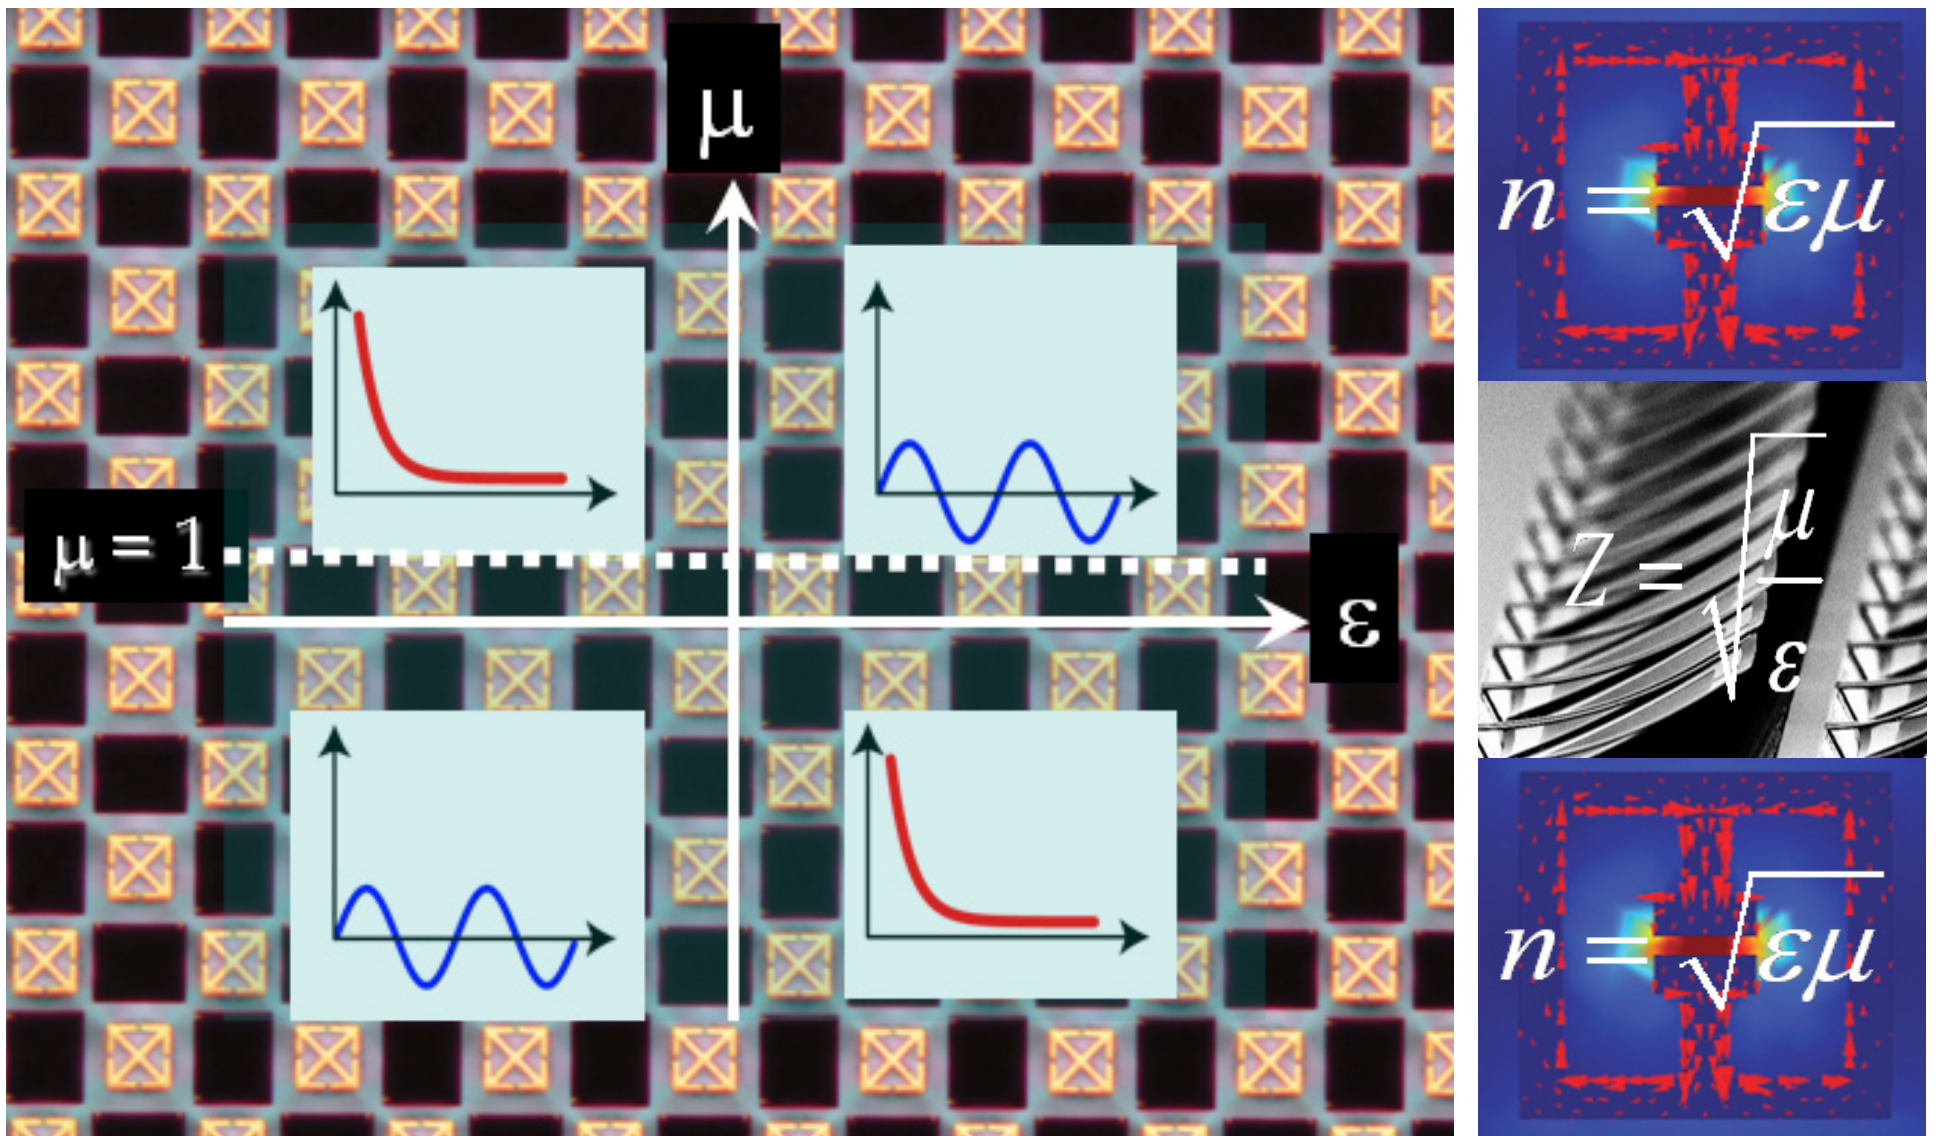 μ
μ = 1
ε
n = √εμ
Z = √μ/ε
n = √εμ